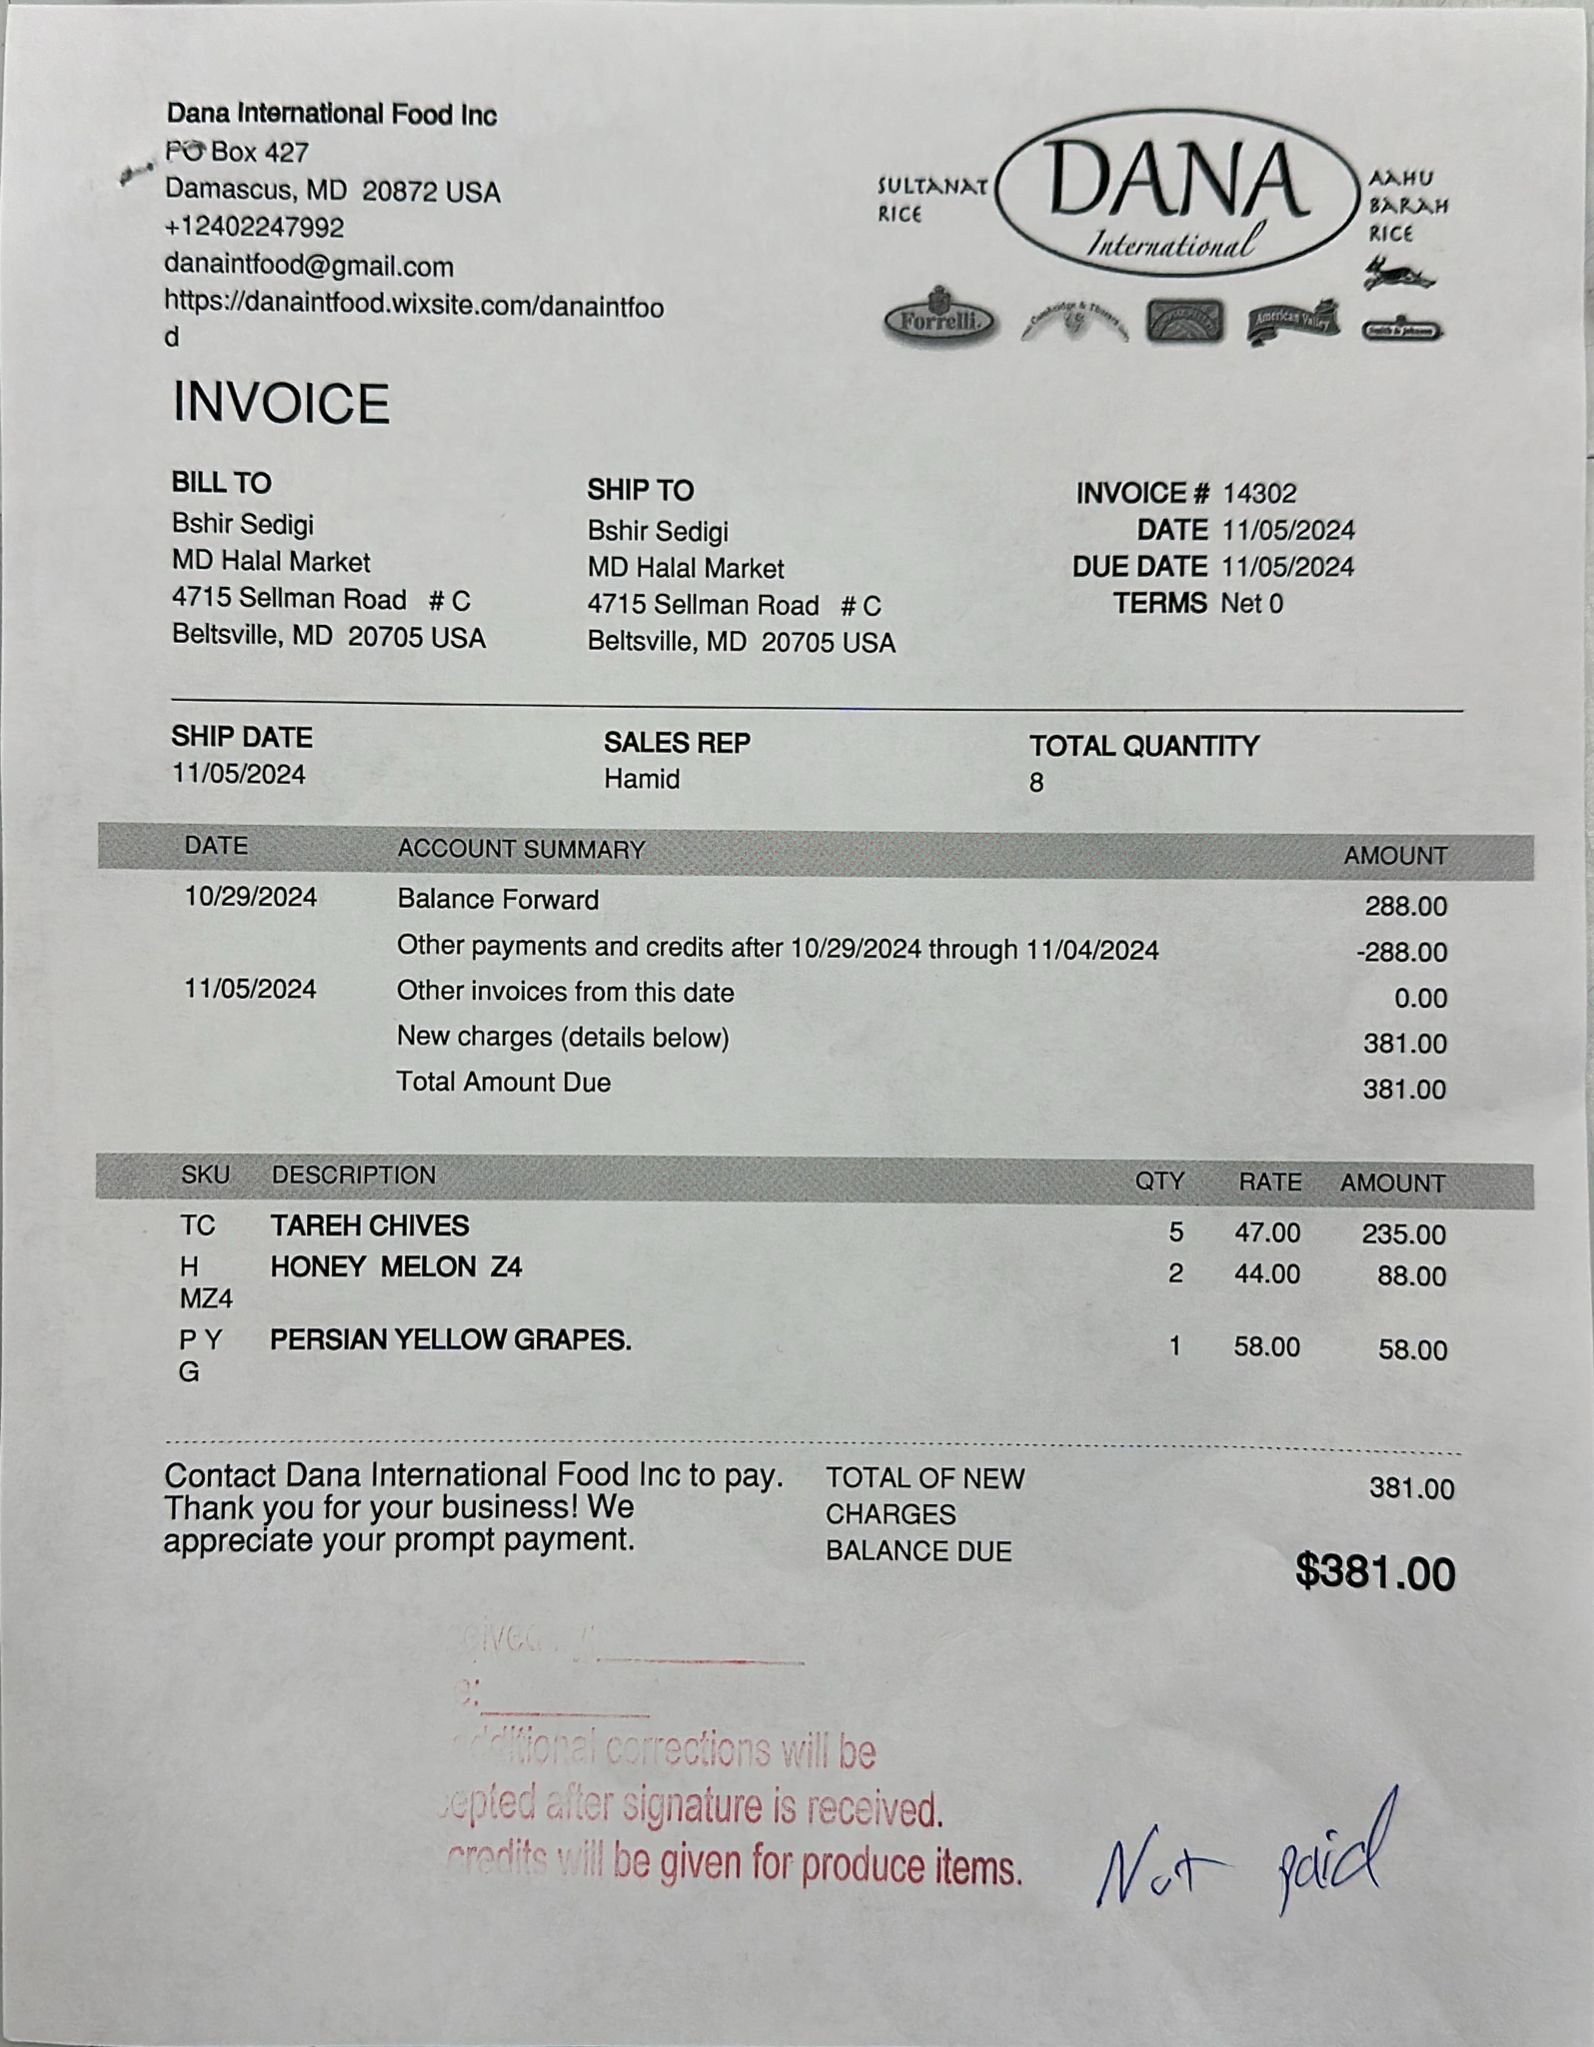 Dana International Food Inc
PO Box 427
Damascus, MD 20872 USA
+12402247992
danaintfood@gmail.com
https://danaintfood.wixsite.com/danaintfoo
d
SULTANAT
RICE
DANA
International
AAHU
BARAH
RICE
Forrelli
American Valley
INVOICE
BILL TO
Bshir Sedigi
MD Halal Market
4715 Sellman Road # C
Beltsville, MD 20705 USA
SHIP TO
Bshir Sedigi
MD Halal Market
4715 Sellman Road # C
Beltsville, MD 20705 USA
INVOICE # 14302
DATE 11/05/2024
DUE DATE 11/05/2024
TERMS Net 0
SHIP DATE SALES REP TOTAL QUANTITY
11/05/2024 Hamid 8
DATE ACCOUNT SUMMARY AMOUNT
10/29/2024 Balance Forward 288.00
Other payments and credits after 10/29/2024 through 11/04/2024 -288.00
11/05/2024 Other invoices from this date 0.00
New charges (details below) 381.00
Total Amount Due 381.00
SKU DESCRIPTION QTY RATE AMOUNT
TC TAREH CHIVES 5 47.00 235.00
H HONEY MELON Z4 2 44.00 88.00
MZ4
P Y PERSIAN YELLOW GRAPES. 1 58.00 58.00
G
Contact Dana International Food Inc to pay.
Thank you for your business! We
appreciate your prompt payment.
TOTAL OF NEW 381.00
CHARGES
BALANCE DUE $381.00
corrections will be
after signature is received.
credits will be given for produce items.
Not paid